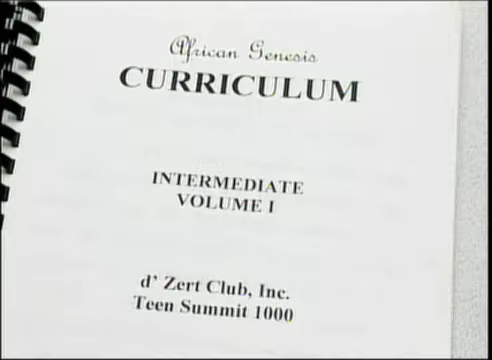 African Genesis
CURRICULUM
INTERMEDIATE
VOLUME I
d' Zert Club, Inc.
Teen Summit 1000